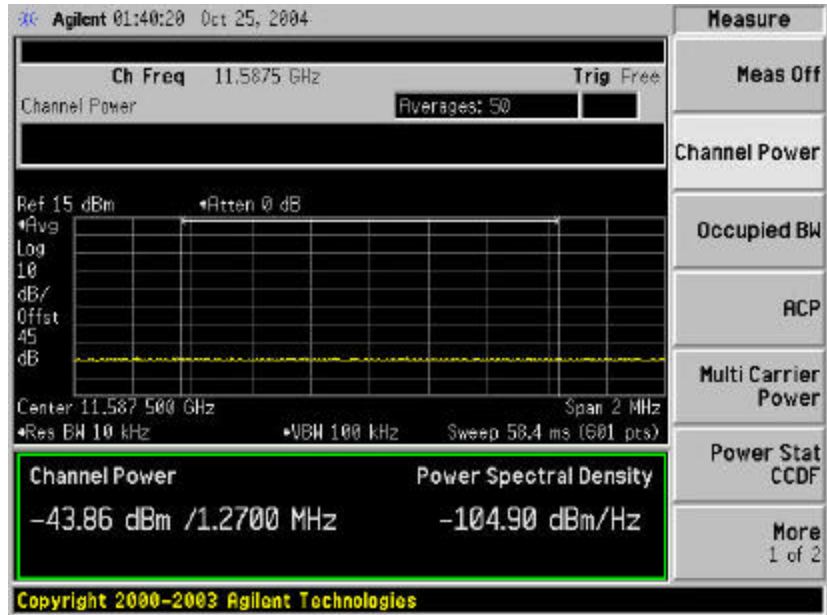 Agilent 01:40:20 Oct 25, 2004
Measure
Ch Freq 11.5875 GHz Trig Free
Channel Power Averages: 50
Meas Off
Channel Power
Occupied BW
ACP
Multi Carrier
Power
Power Stat
CCDF
More
1 of 2
Ref 15 dBm Atten 0 dB
Avg
Log
10
dB/
Offst
45
dB
Center 11.587 500 GHz Span 2 MHz
Res BW 10 kHz VBW 100 kHz Sweep 58.4 ms (601 pts)
Channel Power Power Spectral Density
-43.86 dBm /1.2700 MHz -104.90 dBm/Hz
Copyright 2000-2003 Agilent Technologies